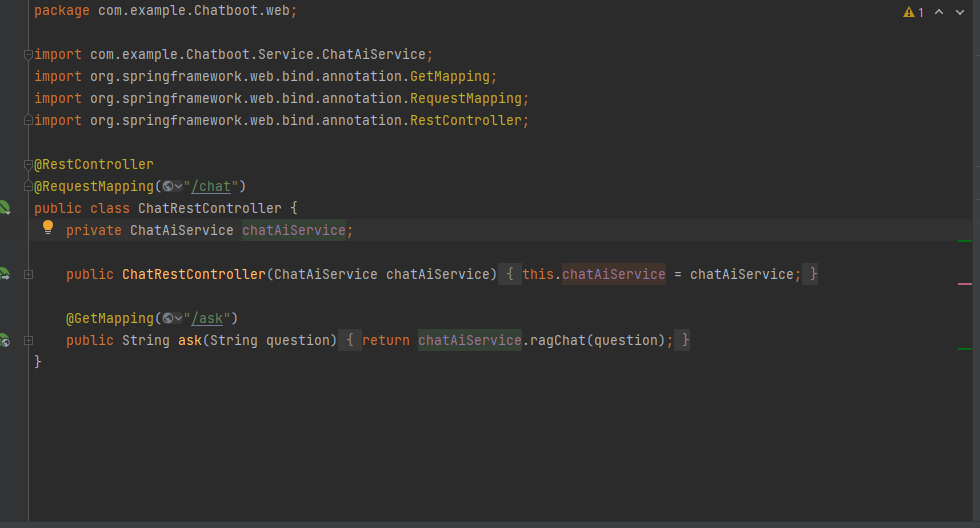 package com.example.Chatboot.web;
1
import com.example.Chatboot.Service.ChatAiService;
import org.springframework.web.bind.annotation.GetMapping;
import org.springframework.web.bind.annotation.RequestMapping;
import org.springframework.web.bind.annotation.RestController;
@RestController
@RequestMapping("/chat")
public class ChatRestController {
private ChatAiService chatAiService;
public ChatRestController(ChatAiService chatAiService) { this.chatAiService = chatAiService; }
@GetMapping("/ask")
public String ask(String question) { return chatAiService.ragChat(question); }
}